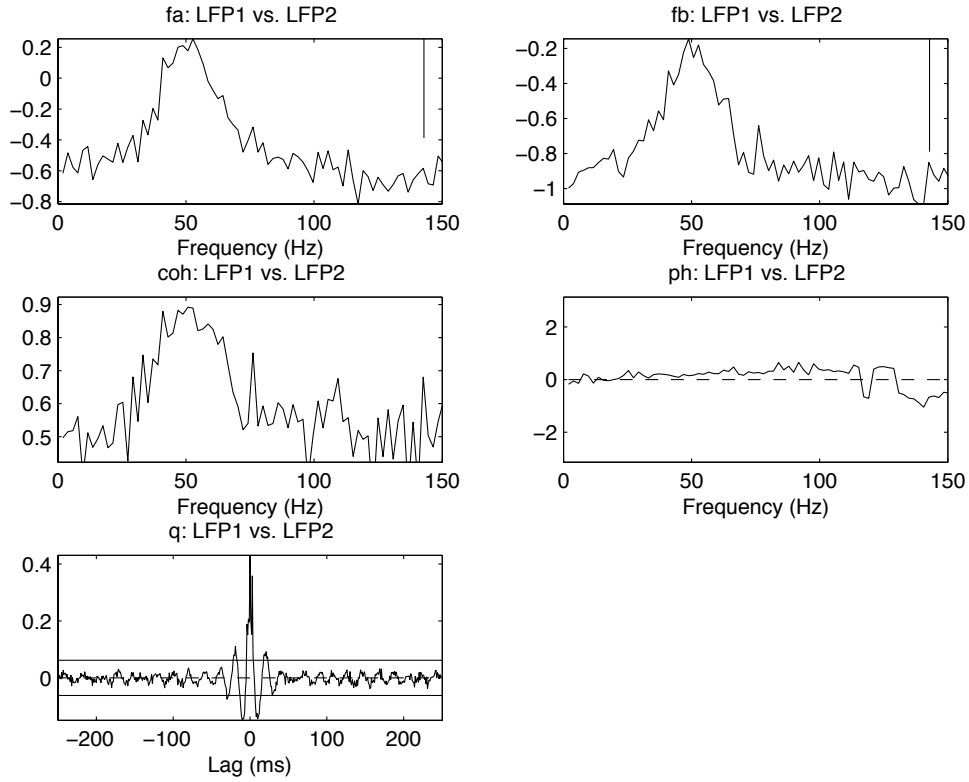 fa: LFP1 vs. LFP2
0.2
0
−0.2
−0.4
−0.6
−0.8
0 50 100 150
Frequency (Hz)
fb: LFP1 vs. LFP2
−0.2
−0.4
−0.6
−0.8
−1
0 50 100 150
Frequency (Hz)
coh: LFP1 vs. LFP2
0.9
0.8
0.7
0.6
0.5
0 50 100 150
Frequency (Hz)
ph: LFP1 vs. LFP2
2
0
−2
0 50 100 150
Frequency (Hz)
q: LFP1 vs. LFP2
0.4
0.2
0
−200 −100 0 100 200
Lag (ms)